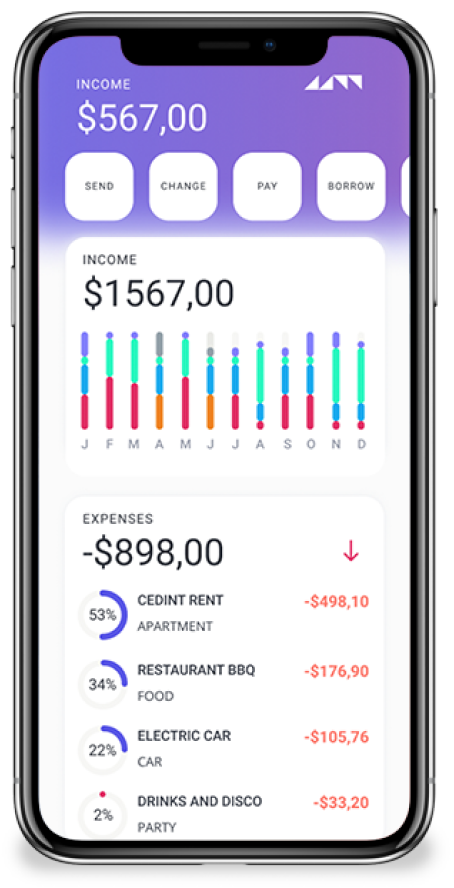 INCOME
$567,00
SEND CHANGE PAY BORROW
INCOME
$1567,00
J F M A M J J A S O N D
EXPENSES
-$898,00
53% CEDINT RENT -$498,10
APARTMENT
34% RESTAURANT BBQ -$176,90
FOOD
22% ELECTRIC CAR -$105,76
CAR
2% DRINKS AND DISCO -$33,20
PARTY